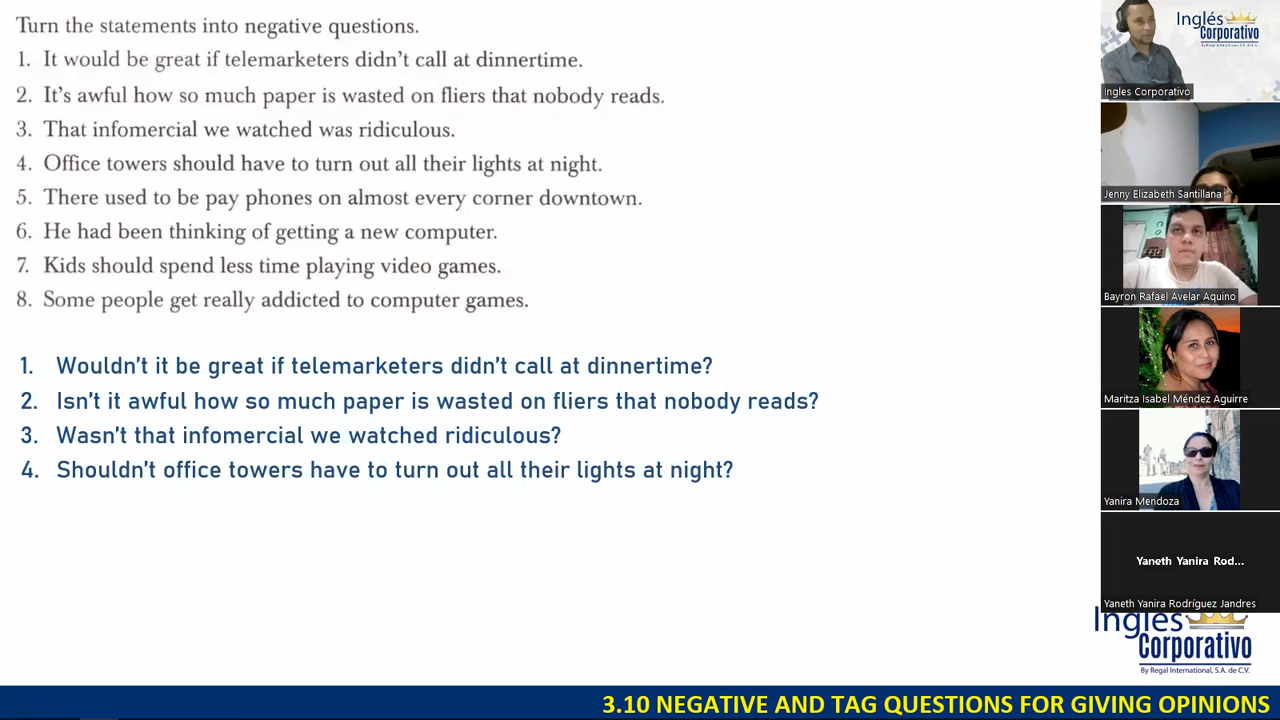 Turn the statements into negative questions.
1. It would be great if telemarketers didn't call at dinnertime.
2. It's awful how so much paper is wasted on fliers that nobody reads.
3. That infomercial we watched was ridiculous.
4. Office towers should have to turn out all their lights at night.
5. There used to be pay phones on almost every corner downtown.
6. He had been thinking of getting a new computer.
7. Kids should spend less time playing video games.
8. Some people get really addicted to computer games.
1. Wouldn't it be great if telemarketers didn't call at dinnertime?
2. Isn't it awful how so much paper is wasted on fliers that nobody reads?
3. Wasn't that infomercial we watched ridiculous?
4. Shouldn't office towers have to turn out all their lights at night?
Inglés
Corporativo
By Regal International, S.A. de C.V.
Ingles Corporativo
Jenny Elizabeth Santillana
Bayron Rafael Avelar Aquino
Maritza Isabel Méndez Aguirre
Yanira Mendoza
Yaneth Yanira Rod...
Yaneth Yanira Rodríguez Jandres
Inglés
Corporativo
By Regal International, S.A. de C.V.
3.10 NEGATIVE AND TAG QUESTIONS FOR GIVING OPINIONS